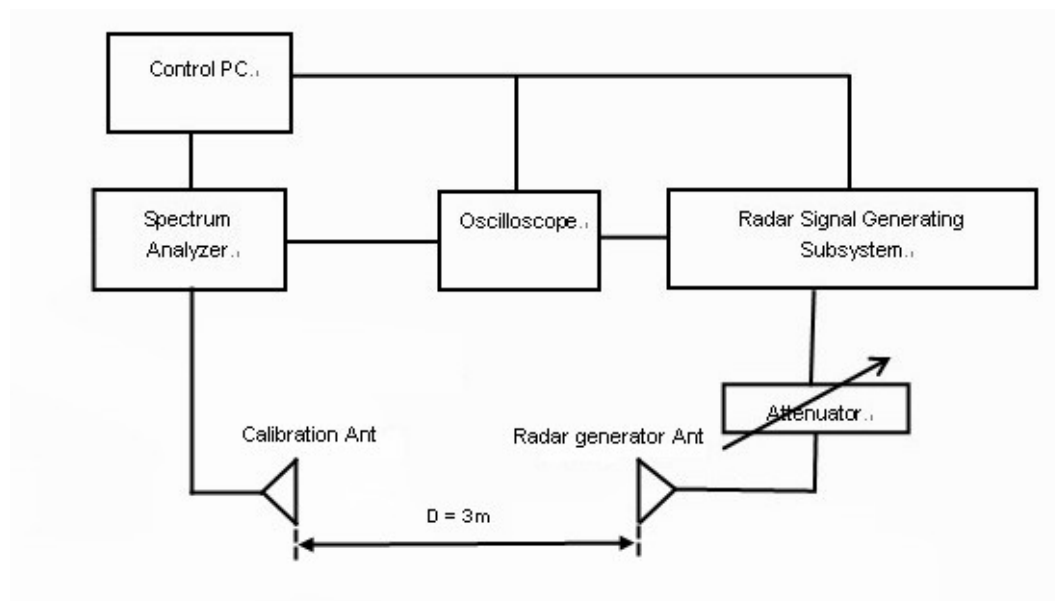 Control PC.
Spectrum
Analyzer.
Oscilloscope.
Radar Signal Generating
Subsystem.
Attenuator.
Calibration Ant
Radar generator Ant
D = 3m